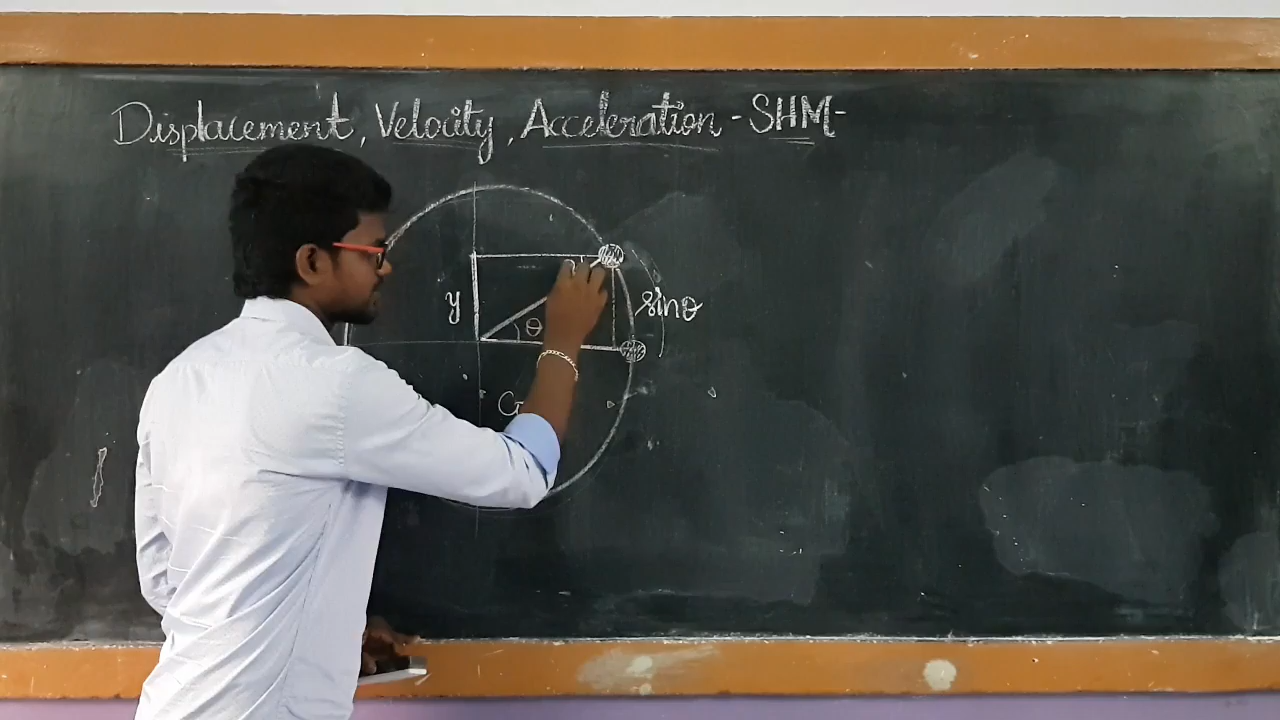 Displacement, Velocity, Acceleration - SHM-
y
θ
sinθ